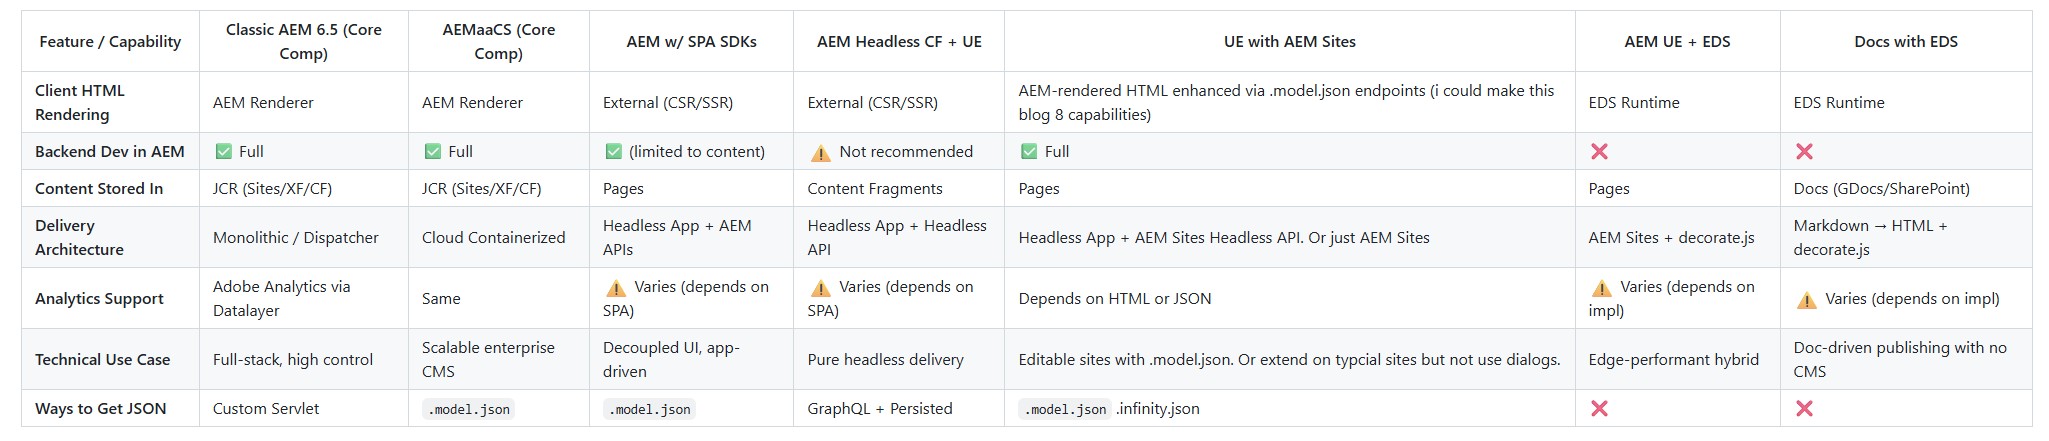 Feature / Capability
Classic AEM 6.5 (Core
Comp)
AEMaaCS (Core
Comp)
AEM w/ SPA SDKs
AEM Headless CF + UE
UE with AEM Sites
AEM UE + EDS
Docs with EDS
Client HTML
Rendering
AEM Renderer
AEM Renderer
External (CSR/SSR)
External (CSR/SSR)
AEM-rendered HTML enhanced via .model.json endpoints (i could make this
blog 8 capabilities)
EDS Runtime
EDS Runtime
Backend Dev in AEM
✅ Full
✅ Full
✅ (limited to content)
⚠️ Not recommended
✅ Full
❌
❌
Content Stored In
JCR (Sites/XF/CF)
JCR (Sites/XF/CF)
Pages
Content Fragments
Pages
Pages
Docs (GDocs/SharePoint)
Delivery
Architecture
Monolithic / Dispatcher
Cloud Containerized
Headless App + AEM
APIs
Headless App + Headless
API
Headless App + AEM Sites Headless API. Or just AEM Sites
AEM Sites + decorate.js
Markdown → HTML +
decorate.js
Analytics Support
Adobe Analytics via
Datalayer
Same
⚠️ Varies (depends on
SPA)
⚠️ Varies (depends on
SPA)
Depends on HTML or JSON
⚠️ Varies (depends on
impl)
⚠️ Varies (depends on impl)
Technical Use Case
Full-stack, high control
Scalable enterprise
CMS
Decoupled UI, app-
driven
Pure headless delivery
Editable sites with .model.json. Or extend on typcial sites but not use dialogs.
Edge-performant hybrid
Doc-driven publishing with no
CMS
Ways to Get JSON
Custom Servlet
.model.json
.model.json
GraphQL + Persisted
.model.json .infinity.json
❌
❌